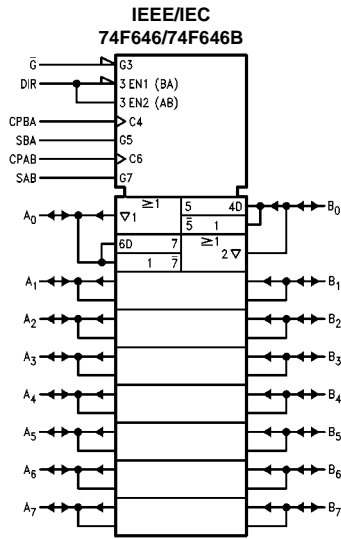 IEEE/IEC
74F646/74F646B
G̅ G3
DIR 3 EN1 (BA)
3 EN2 (AB)
CPBA C4
SBA G5
CPAB C6
SAB G7
A₀ ▽1 ≥1 5 4D B₀
5̅ 1
6D 7 ≥1
1 7̅ 2▽
A₁ B₁
A₂ B₂
A₃ B₃
A₄ B₄
A₅ B₅
A₆ B₆
A₇ B₇